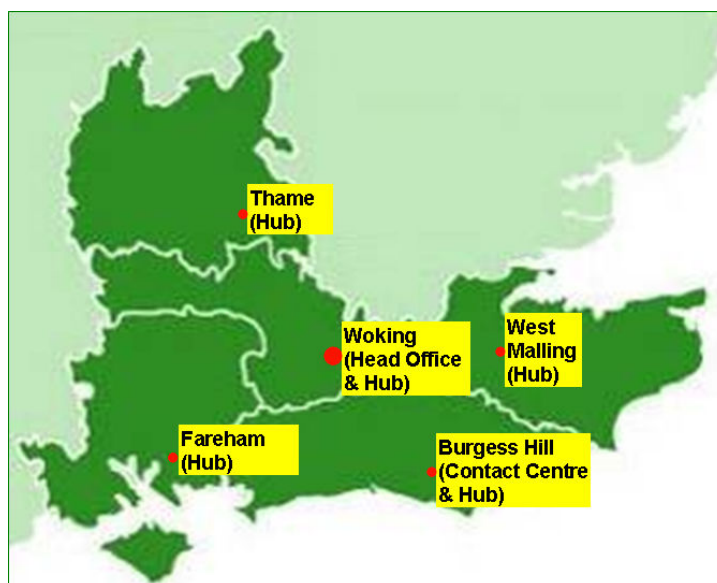 Thame
(Hub)
Woking
(Head Office
& Hub)
West
Malling
(Hub)
Fareham
(Hub)
Burgess Hill
(Contact Centre
& Hub)